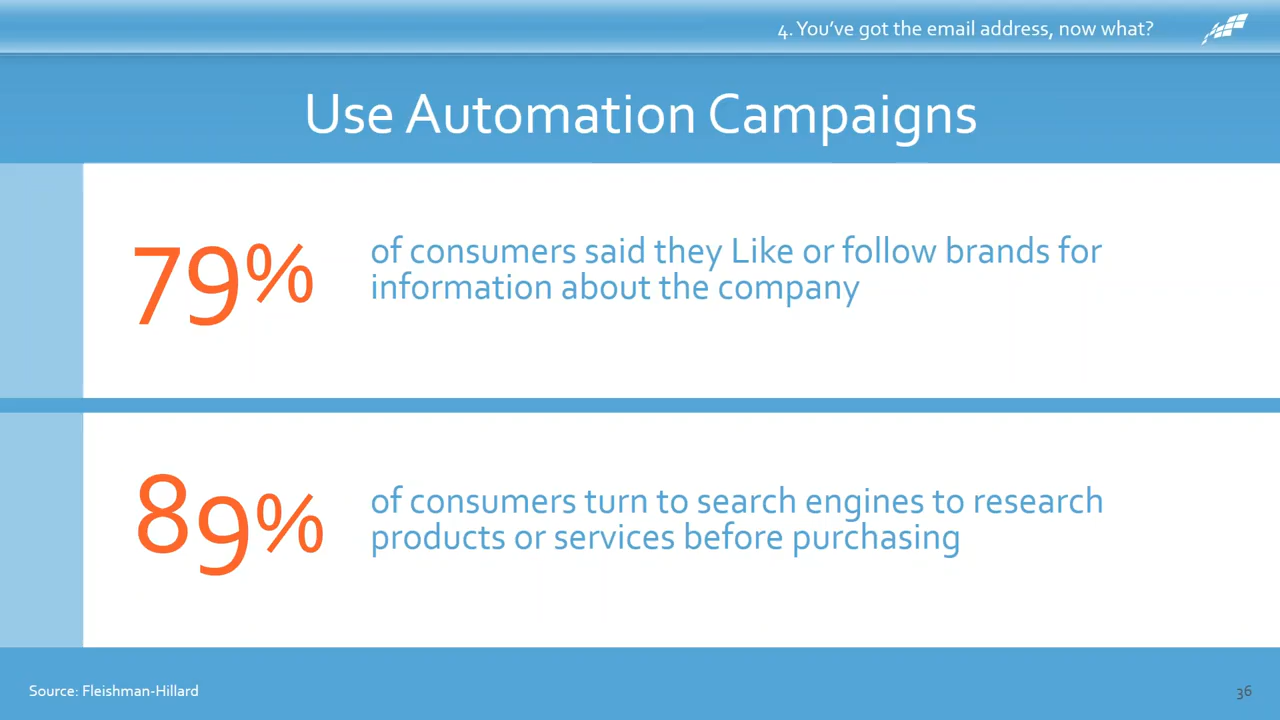 4. You’ve got the email address, now what?
Use Automation Campaigns
79%
of consumers said they Like or follow brands for
information about the company
89%
of consumers turn to search engines to research
products or services before purchasing
Source: Fleishman-Hillard
36